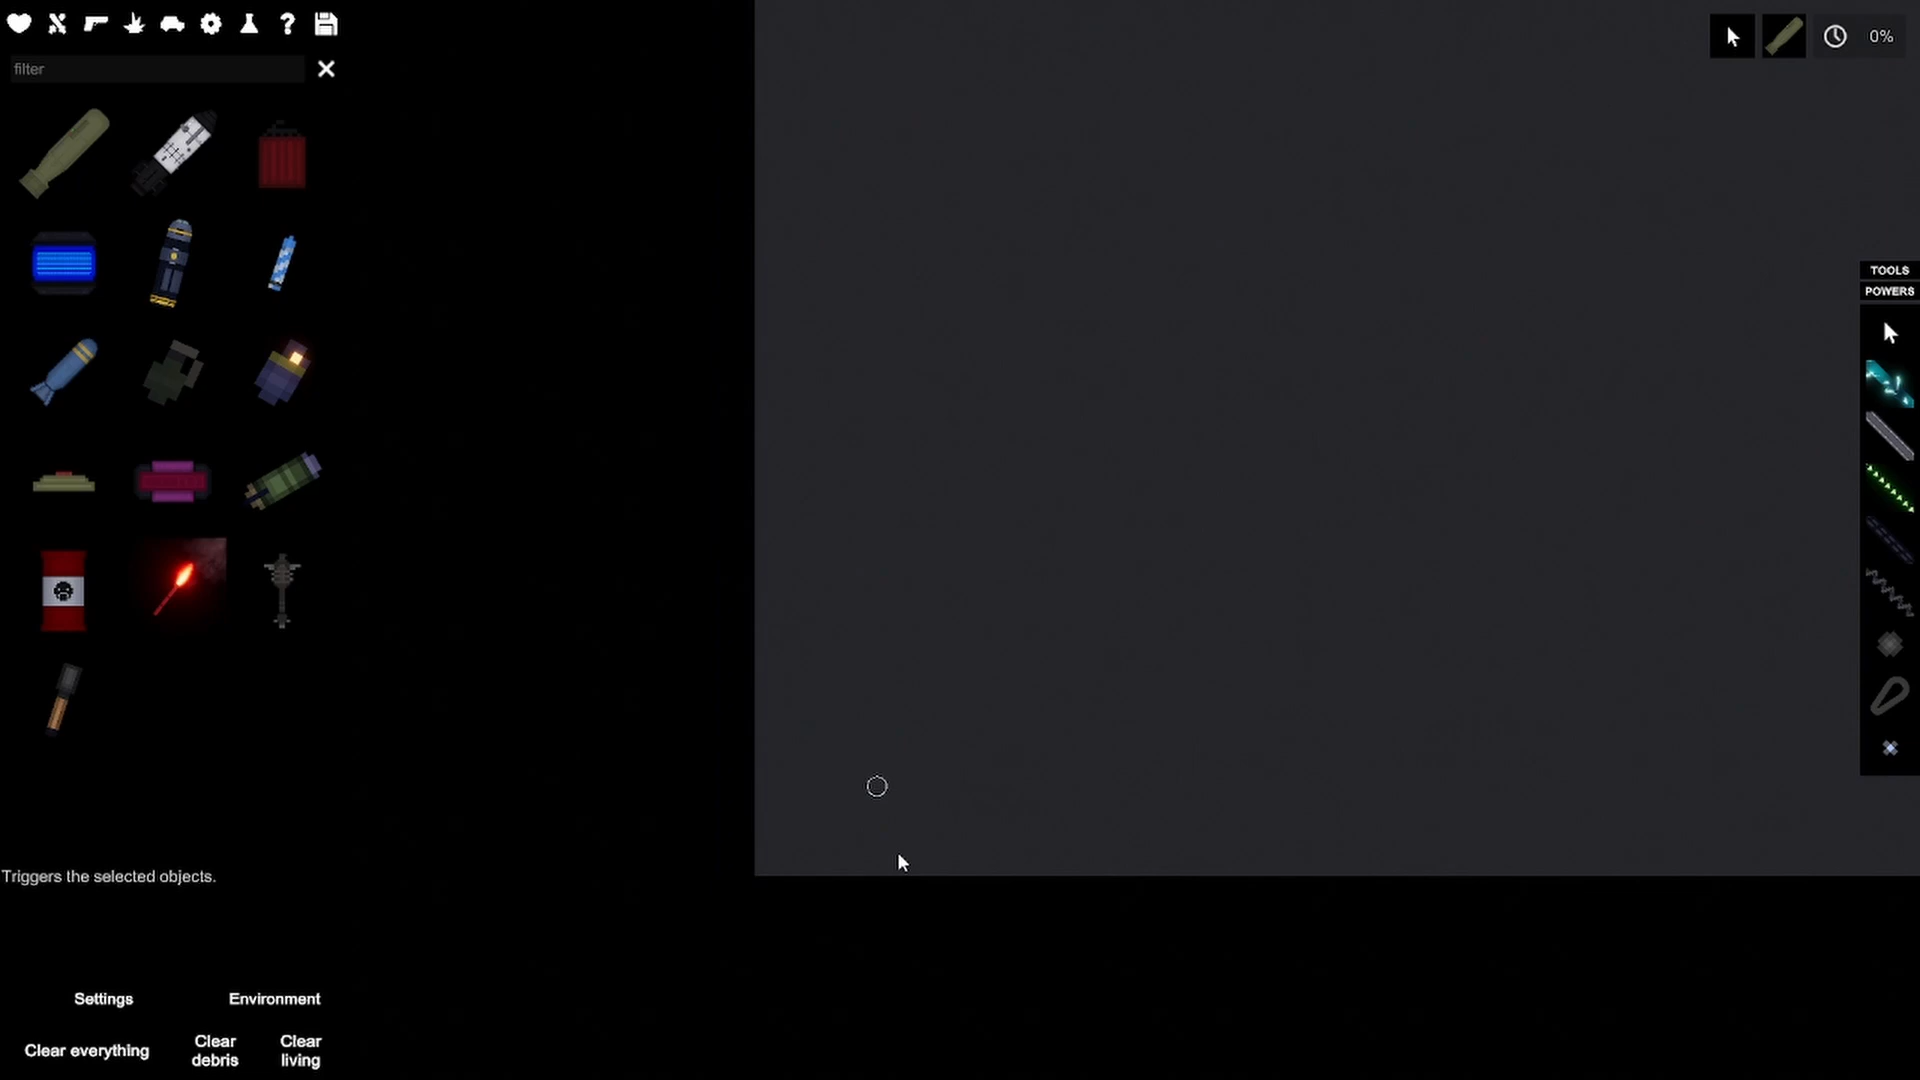 filter
0%
TOOLS
POWERS
Triggers the selected objects.
Settings
Environment
Clear everything
Clear
debris
Clear
living